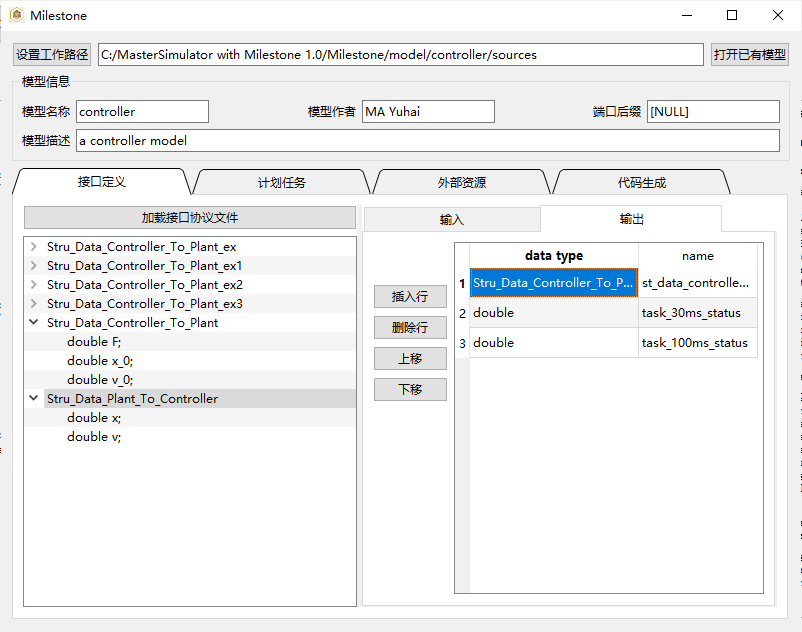 Milestone
设置工作路径 C:/MasterSimulator with Milestone 1.0/Milestone/model/controller/sources 打开已有模型
模型信息
模型名称 controller 模型作者 MA Yuhai 端口后缀 [NULL]
模型描述 a controller model
接口定义 计划任务 外部资源 代码生成
加载接口协议文件
Stru_Data_Controller_To_Plant_ex
Stru_Data_Controller_To_Plant_ex1
Stru_Data_Controller_To_Plant_ex2
Stru_Data_Controller_To_Plant_ex3
Stru_Data_Controller_To_Plant
double F;
double x_0;
double v_0;
Stru_Data_Plant_To_Controller
double x;
double v;
输入 输出
插入行
删除行
上移
下移
data type name
1 Stru_Data_Controller_To_P... st_data_controlle...
2 double task_30ms_status
3 double task_100ms_status